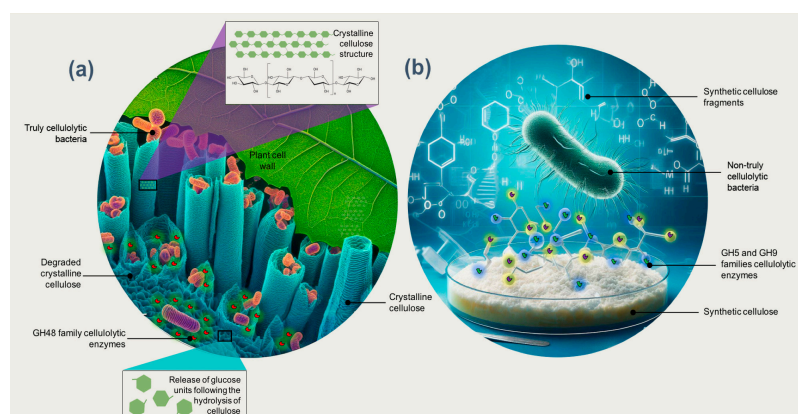 Crystalline
cellulose
structure
(a)
(b)
Truly cellulolytic
bacteria
Plant cell
wall
Degraded
crystalline
cellulose
GH48 family cellulolytic
enzymes
Crystalline
cellulose
Release of glucose
units following the
hydrolysis of
cellulose
Synthetic cellulose
fragments
Non-truly
cellulolytic
bacteria
GH5 and GH9
families cellulolytic
enzymes
Synthetic cellulose